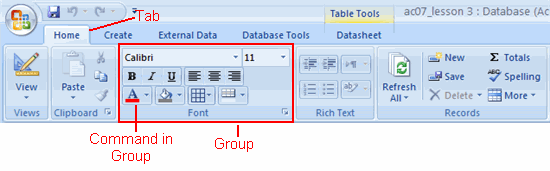 Tab
Table Tools
ac07_lesson 3 : Database (Ac
Home
Create
External Data
Database Tools
Datasheet
View
Paste
Calibri
11
B I U
A
Refresh
All
New
Save
Delete
Totals
Spelling
More
Views
Clipboard
Font
Rich Text
Records
Command in
Group
Group